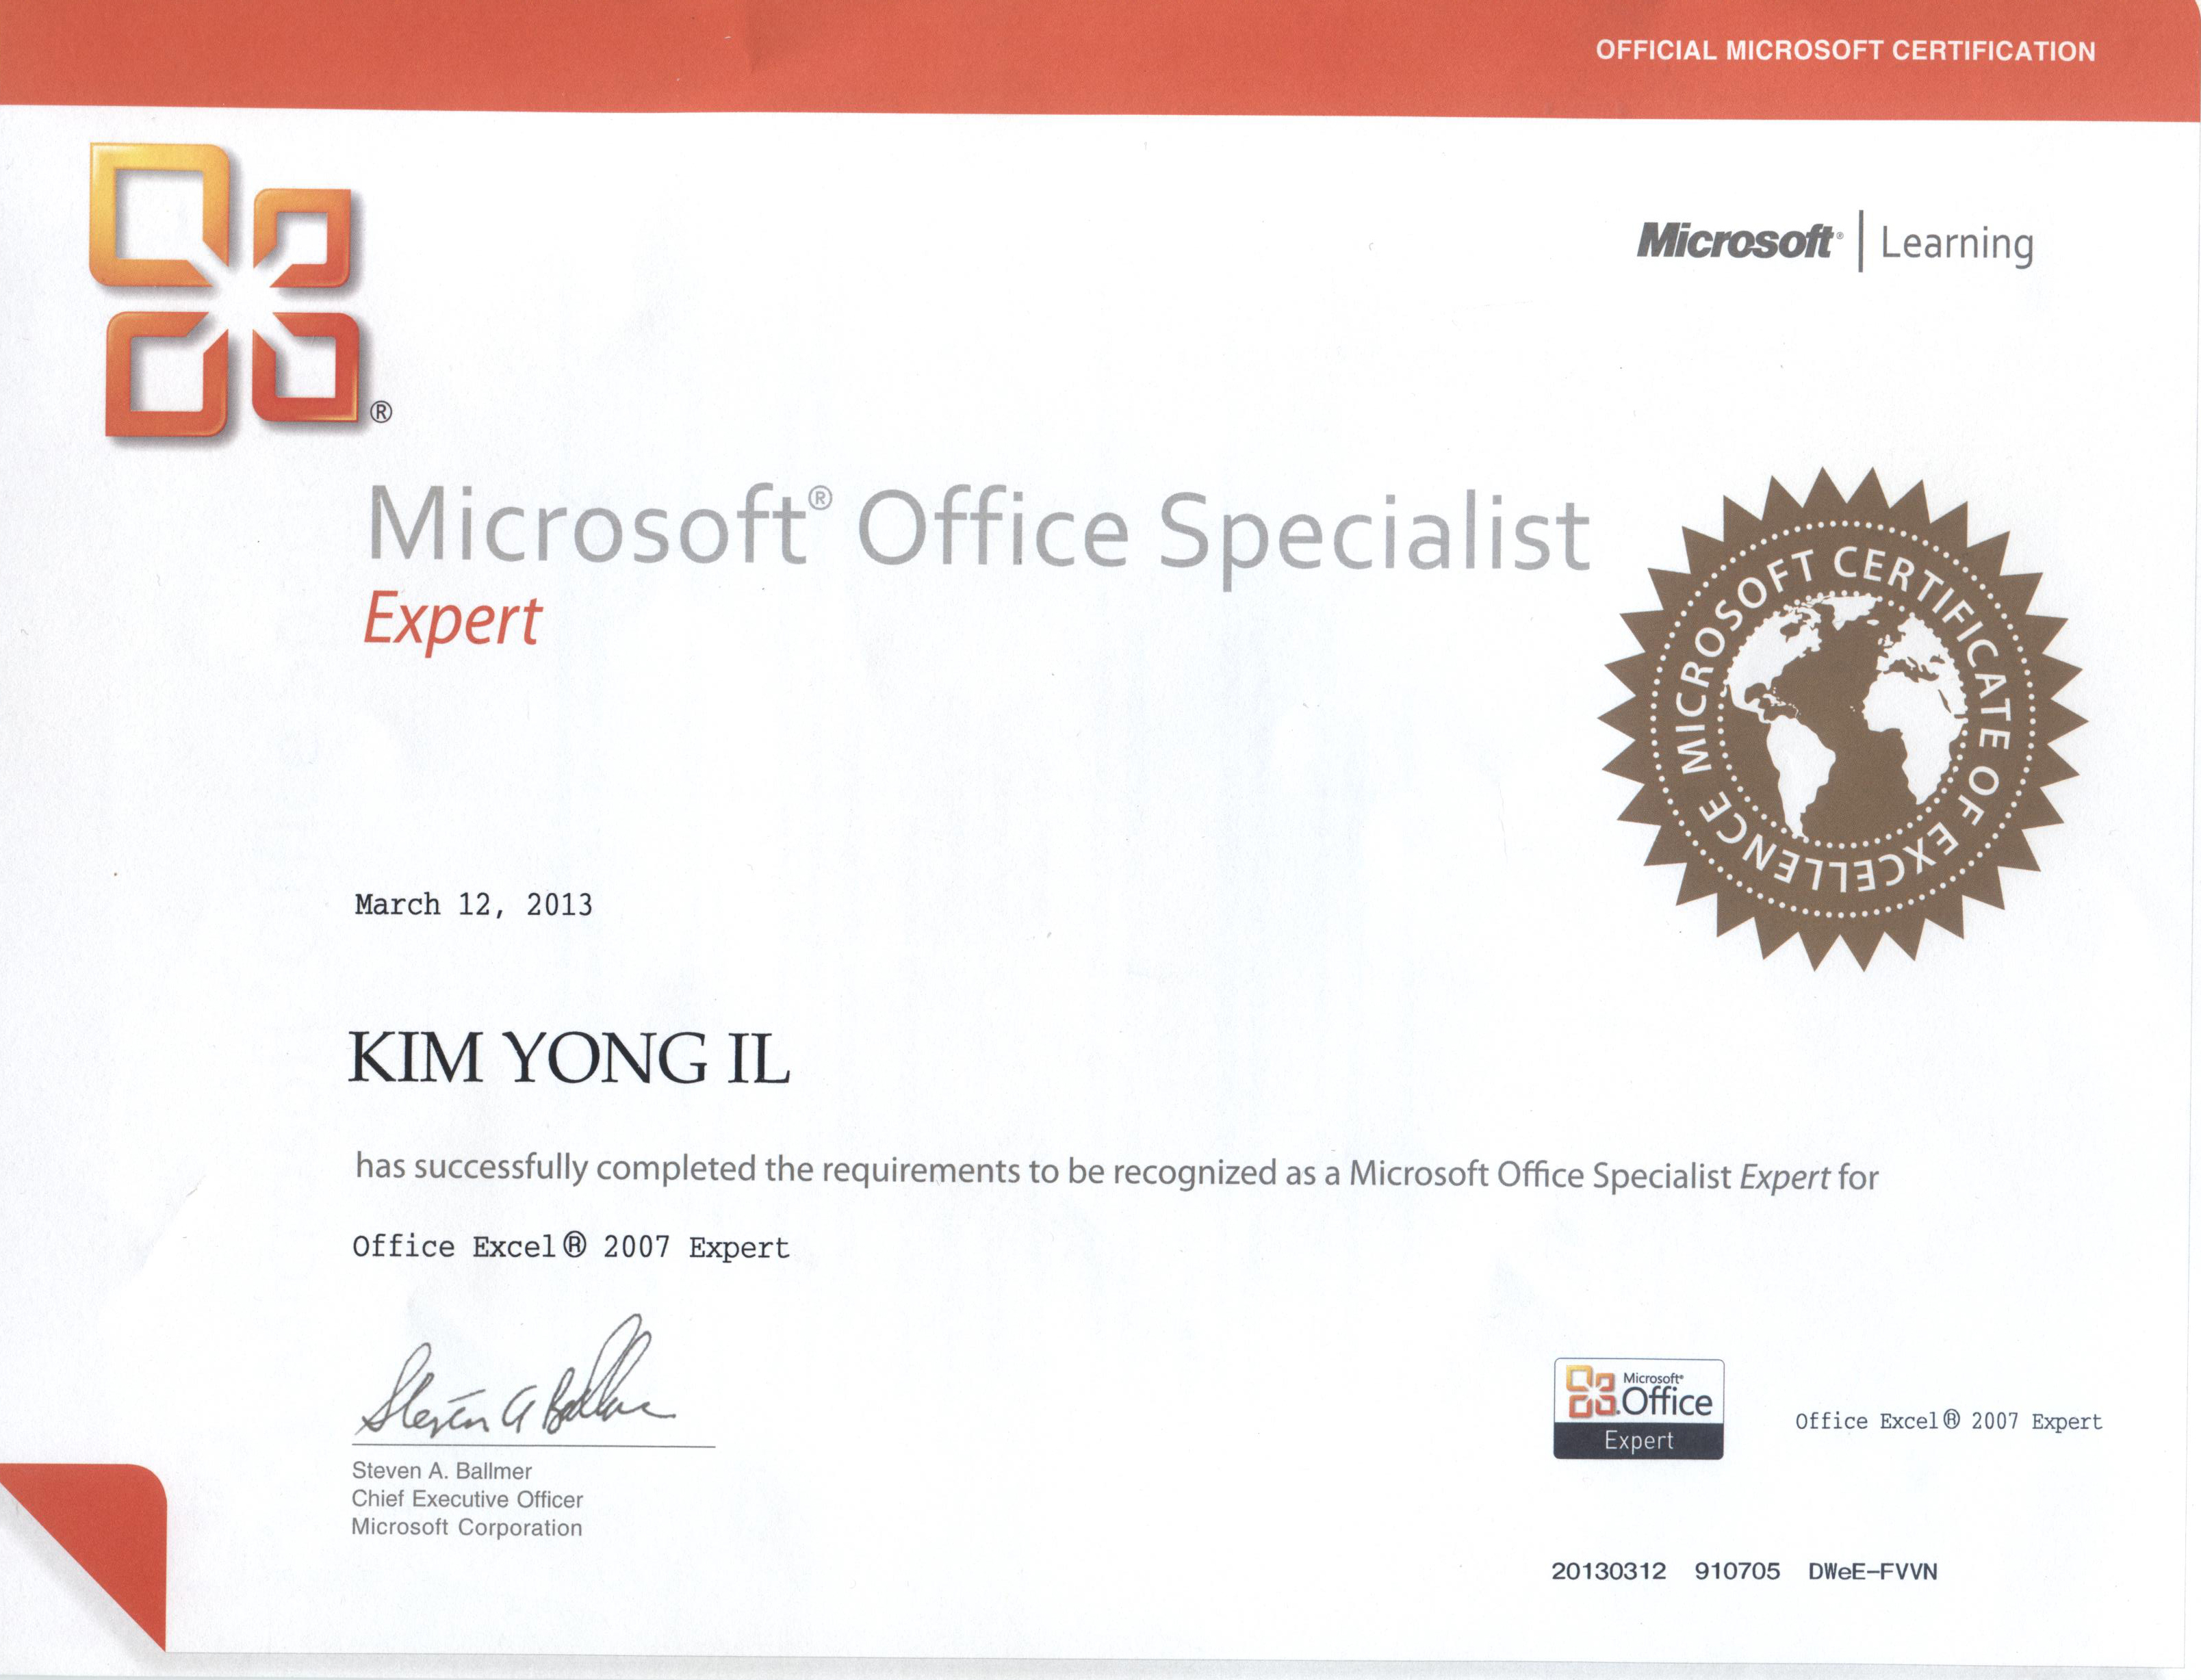 OFFICIAL MICROSOFT CERTIFICATION
Microsoft® | Learning
®
Microsoft® Office Specialist
Expert
MICROSOFT CERTIFICATE OF EXCELLENCE
March 12, 2013
KIM YONG IL
has successfully completed the requirements to be recognized as a Microsoft Office Specialist Expert for
Office Excel® 2007 Expert
Steven A Ballmer
Steven A. Ballmer
Chief Executive Officer
Microsoft Corporation
Microsoft®
Office
Expert
Office Excel® 2007 Expert
20130312 910705 DWeE-FVVN